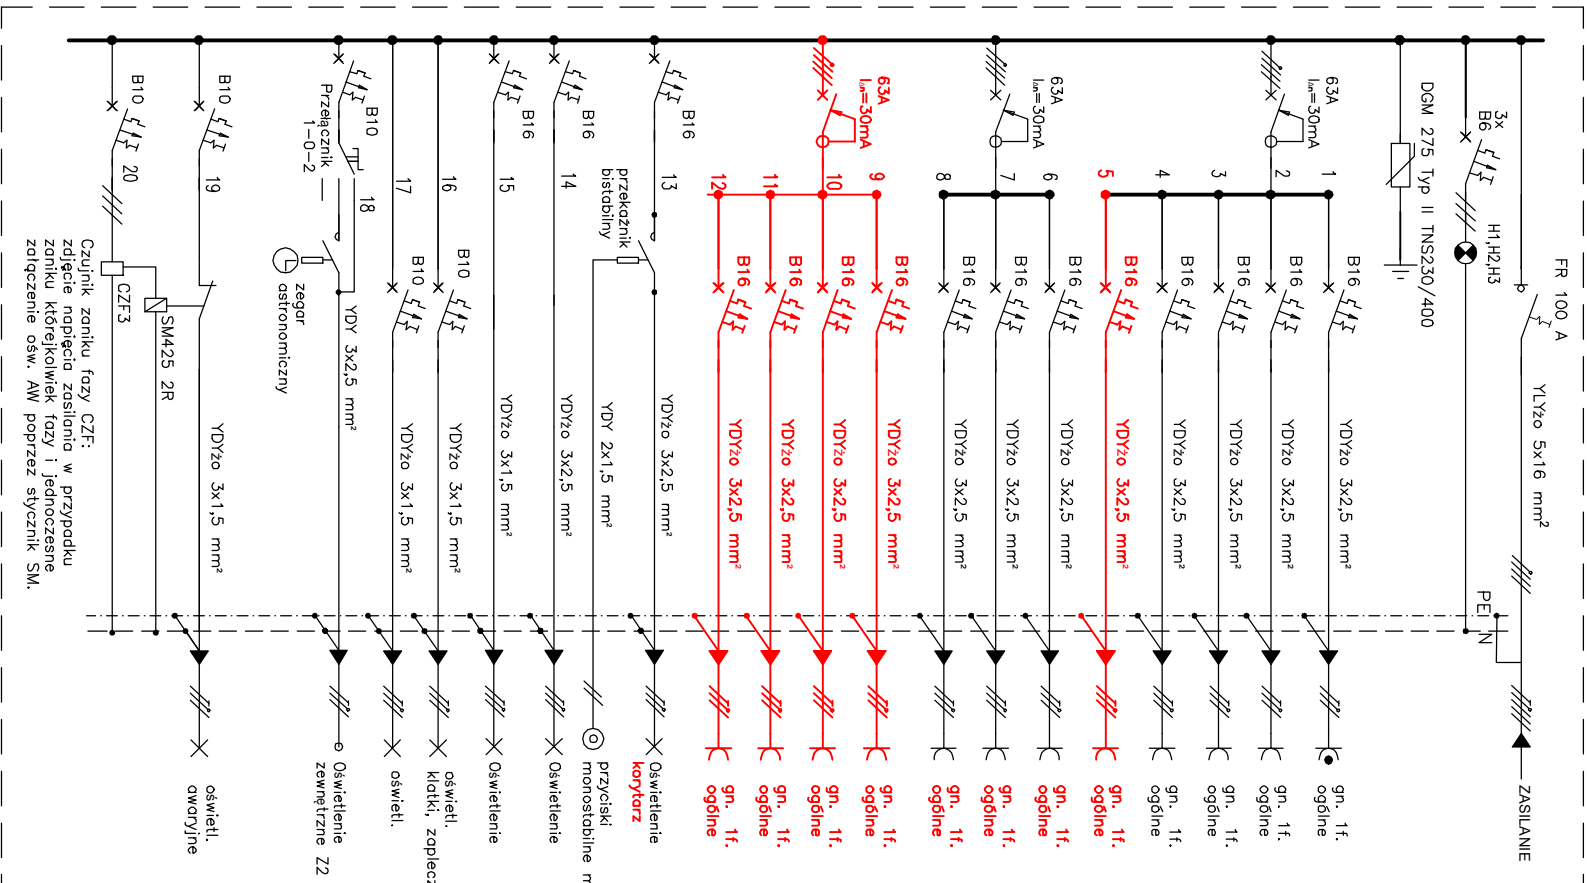 FR 100 A
YLYżo 5x16 mm²
ZASILANIE
3x
B6
H1,H2,H3
PE
N
DGM 275 Typ II TNS230/400
63A
I∆n=30mA
1
B16
YDYżo 3x2,5 mm²
gn. 1f.
ogólne
2
B16
YDYżo 3x2,5 mm²
gn. 1f.
ogólne
3
B16
YDYżo 3x2,5 mm²
gn. 1f.
ogólne
4
B16
YDYżo 3x2,5 mm²
gn. 1f.
ogólne
5
B16
YDYżo 3x2,5 mm²
gn. 1f.
ogólne
63A
I∆n=30mA
6
B16
YDYżo 3x2,5 mm²
gn. 1f.
ogólne
7
B16
YDYżo 3x2,5 mm²
gn. 1f.
ogólne
8
B16
YDYżo 3x2,5 mm²
gn. 1f.
ogólne
63A
I∆n=30mA
9
B16
YDYżo 3x2,5 mm²
gn. 1f.
ogólne
10
B16
YDYżo 3x2,5 mm²
gn. 1f.
ogólne
11
B16
YDYżo 3x2,5 mm²
gn. 1f.
ogólne
12
B16
YDYżo 3x2,5 mm²
gn. 1f.
ogólne
B16
13
przekaźnik
bistabilny
YDYżo 3x2,5 mm²
Oświetlenie
korytarz
YDY 2x1,5 mm²
przyciski
monostabilne
B16
14
YDYżo 3x2,5 mm²
Oświetlenie
B16
15
YDYżo 3x1,5 mm²
Oświetlenie
16
B10
YDYżo 3x1,5 mm²
oświetl.
klatki, zaplecz
17
B10
YDYżo 3x1,5 mm²
oświetl.
B10
Przełącznik
1-0-2
18
zegar
astronomiczny
YDY 3x2,5 mm²
Oświetlenie
zewnętrzne Z2
B10
19
YDYżo 3x1,5 mm²
oświetl.
awaryjne
B10
20
CZF3
SM425 2R
Czujnik zaniku fazy CZF:
zdjęcie napięcia zasilania w przypadku
zaniku którejkolwiek fazy i jednoczesne
załączenie ośw. AW poprzez stycznik SM.